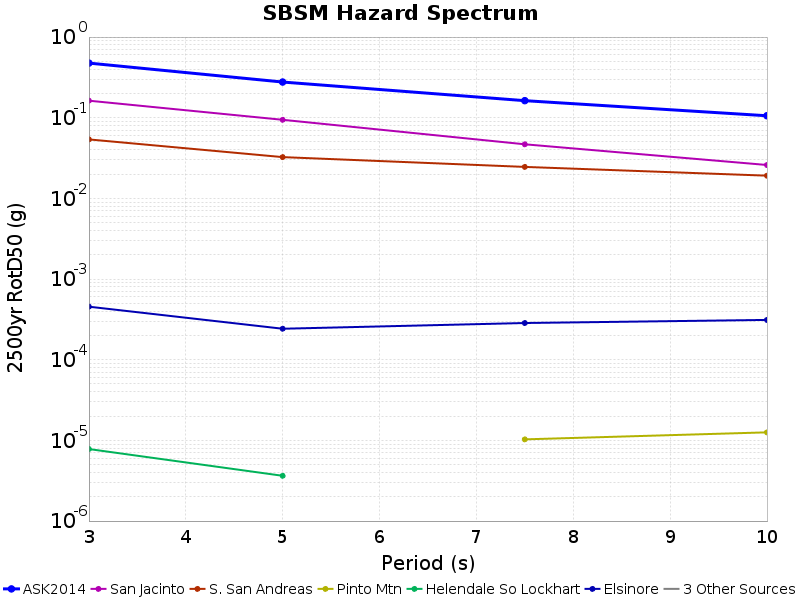 SBSM Hazard Spectrum
2500yr RotD50 (g)
10^0
10^-1
10^-2
10^-3
10^-4
10^-5
10^-6
3 4 5 6 7 8 9 10
Period (s)
ASK2014 San Jacinto S. San Andreas Pinto Mtn Helendale So Lockhart Elsinore 3 Other Sources